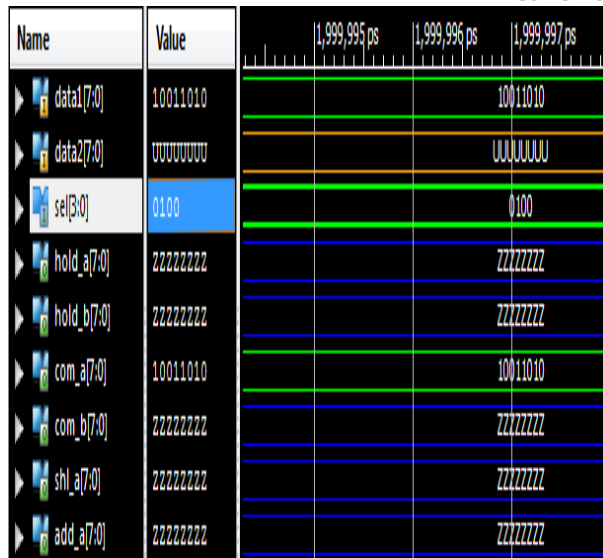 Name Value 1,999,995 ps 1,999,996 ps 1,999,997 ps
data1[7:0] 10011010 10011010
data2[7:0] UUUUUUUU UUUUUUUU
sel[3:0] 0100 0100
hold_a[7:0] ZZZZZZZZ ZZZZZZZZ
hold_b[7:0] ZZZZZZZZ ZZZZZZZZ
com_a[7:0] 10011010 10011010
com_b[7:0] ZZZZZZZZ ZZZZZZZZ
shl_a[7:0] ZZZZZZZZ ZZZZZZZZ
add_a[7:0] ZZZZZZZZ ZZZZZZZZ